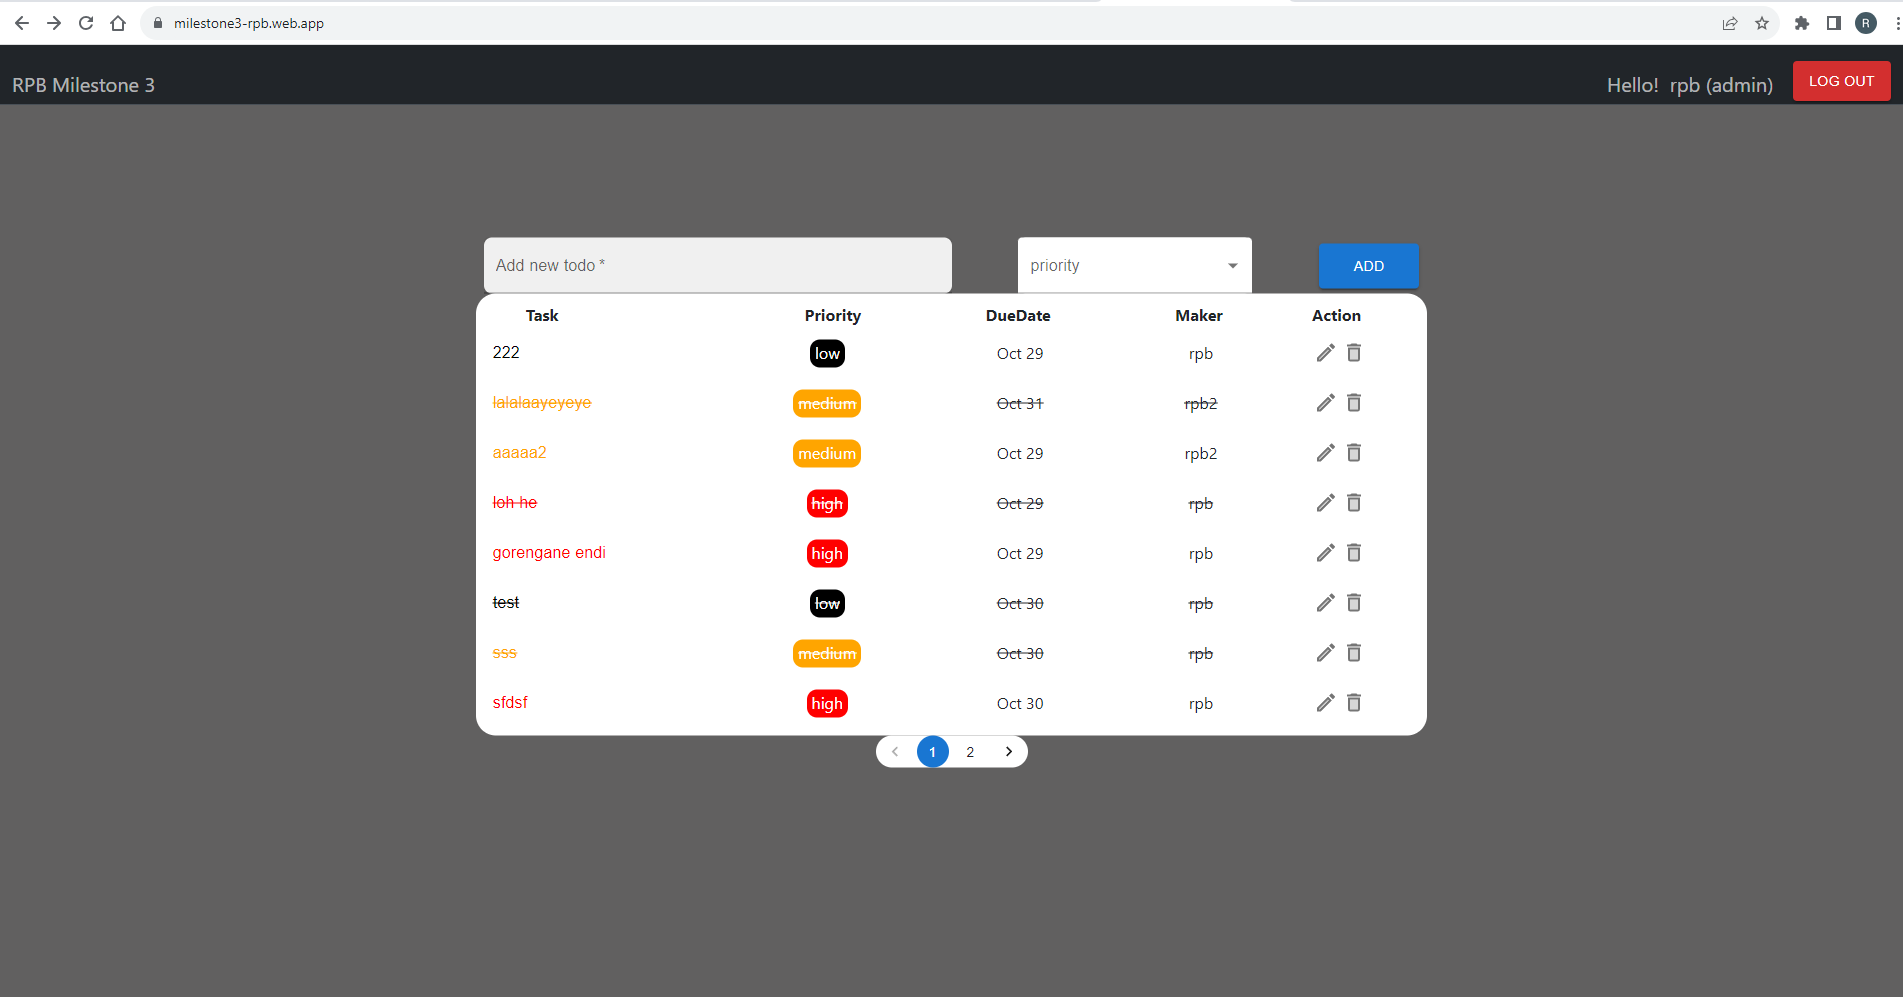 milestone3-rpb.web.app
R
RPB Milestone 3
Hello! rpb (admin)
LOG OUT
Add new todo *
priority
ADD
Task Priority DueDate Maker Action
222 low Oct 29 rpb
lalalaayeyeye medium Oct 31 rpb2
aaaaa2 medium Oct 29 rpb2
loh he high Oct 29 rpb
gorengane endi high Oct 29 rpb
test low Oct 30 rpb
sss medium Oct 30 rpb
sfdsf high Oct 30 rpb
1 2